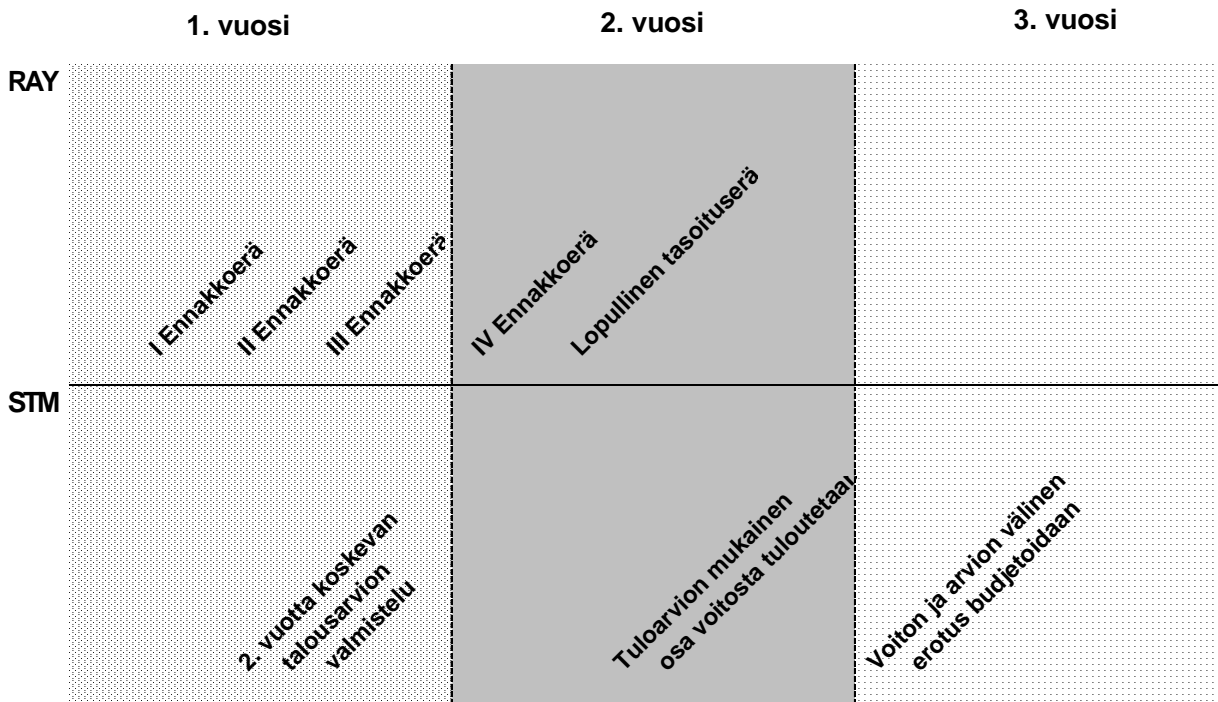 1. vuosi
2. vuosi
3. vuosi
RAY
I Ennakkoerä
II Ennakkoerä
III Ennakkoerä
IV Ennakkoerä
Lopullinen tasoituserä
STM
2. vuotta koskevan
talousarvion
valmistelu
Tuloarvion mukainen
osa voitosta tuloutetaa
Voiton ja arvion välinen
erotus budjetoidaan